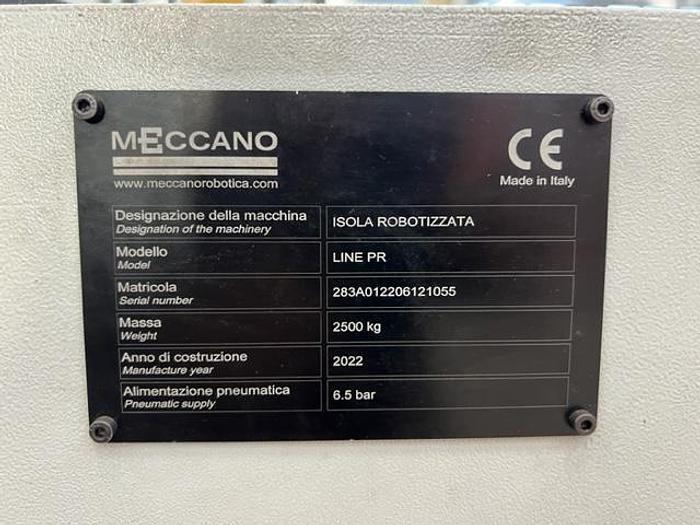 MECCANO
www.meccanorobotica.com
CE
Made in Italy
Designazione della macchina
Designation of the machinery
ISOLA ROBOTIZZATA
Modello
Model
LINE PR
Matricola
Serial number
283A012206121055
Massa
Weight
2500 kg
Anno di costruzione
Manufacture year
2022
Alimentazione pneumatica
Pneumatic supply
6.5 bar